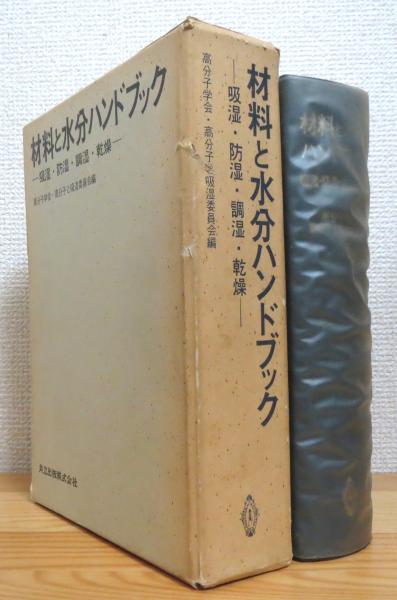 材料と水分ハンドブック
―吸湿・防湿・調湿・乾燥―
高分子学会・高分子と吸湿委員会編
共立出版株式会社
材料と水分ハンドブック
―吸湿・防湿・調湿・乾燥―
高分子学会・高分子と吸湿委員会編
材料